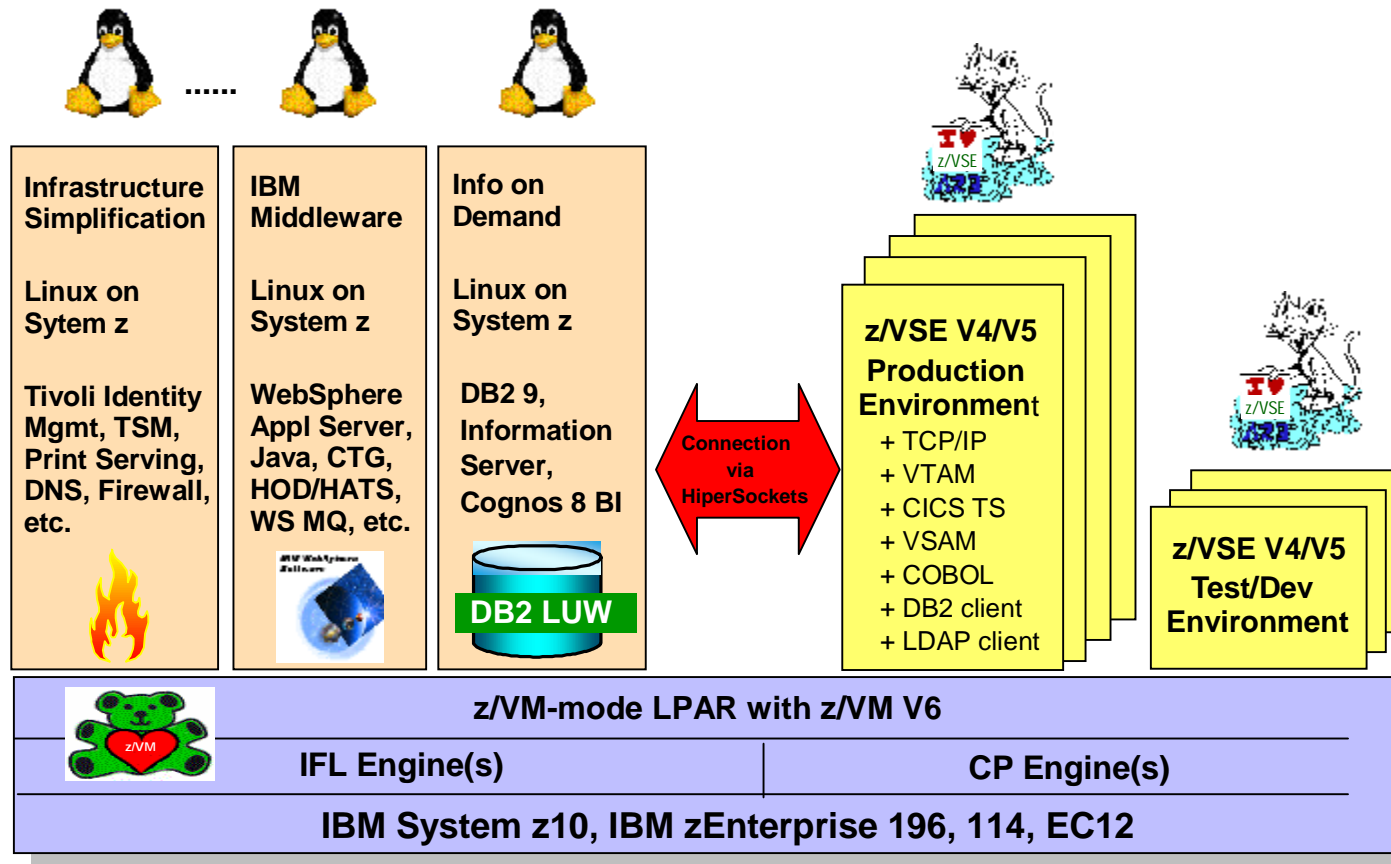 ......
Infrastructure
Simplification
Linux on
Sytem z
Tivoli Identity
Mgmt, TSM,
Print Serving,
DNS, Firewall,
etc.
IBM
Middleware
Linux on
System z
WebSphere
Appl Server,
Java, CTG,
HOD/HATS,
WS MQ, etc.
IBM WebSphere
Software
Info on
Demand
Linux on
System z
DB2 9,
Information
Server,
Cognos 8 BI
DB2 LUW
Connection
via
HiperSockets
I ♥
z/VSE
z/VSE V4/V5
Production
Environment
+ TCP/IP
+ VTAM
+ CICS TS
+ VSAM
+ COBOL
+ DB2 client
+ LDAP client
I ♥
z/VSE
z/VSE V4/V5
Test/Dev
Environment
z/VM
z/VM-mode LPAR with z/VM V6
IFL Engine(s)
CP Engine(s)
IBM System z10, IBM zEnterprise 196, 114, EC12